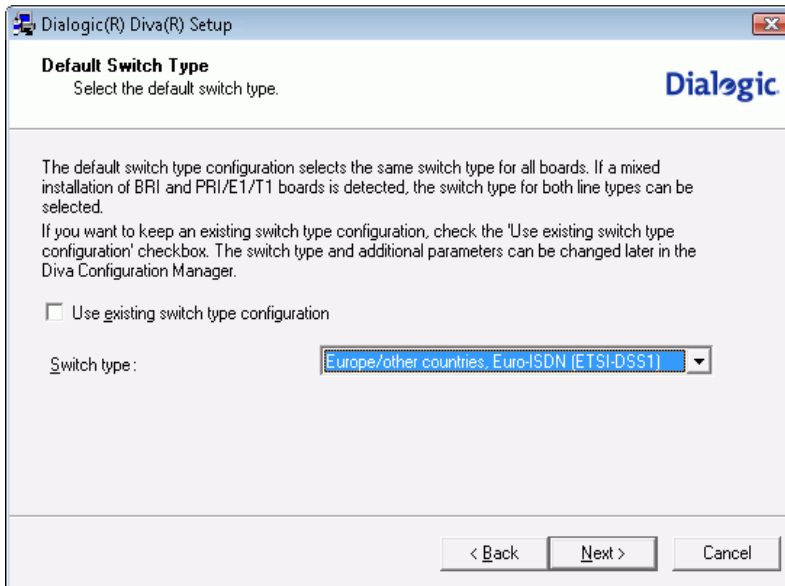 Dialogic(R) Diva(R) Setup
Default Switch Type
Select the default switch type.
Dialogic
The default switch type configuration selects the same switch type for all boards. If a mixed
installation of BRI and PRI/E1/T1 boards is detected, the switch type for both line types can be
selected.
If you want to keep an existing switch type configuration, check the 'Use existing switch type
configuration' checkbox. The switch type and additional parameters can be changed later in the
Diva Configuration Manager.
Use existing switch type configuration
Switch type :
Europe/other countries, Euro-ISDN (ETSI-DSS1)
< Back
Next >
Cancel